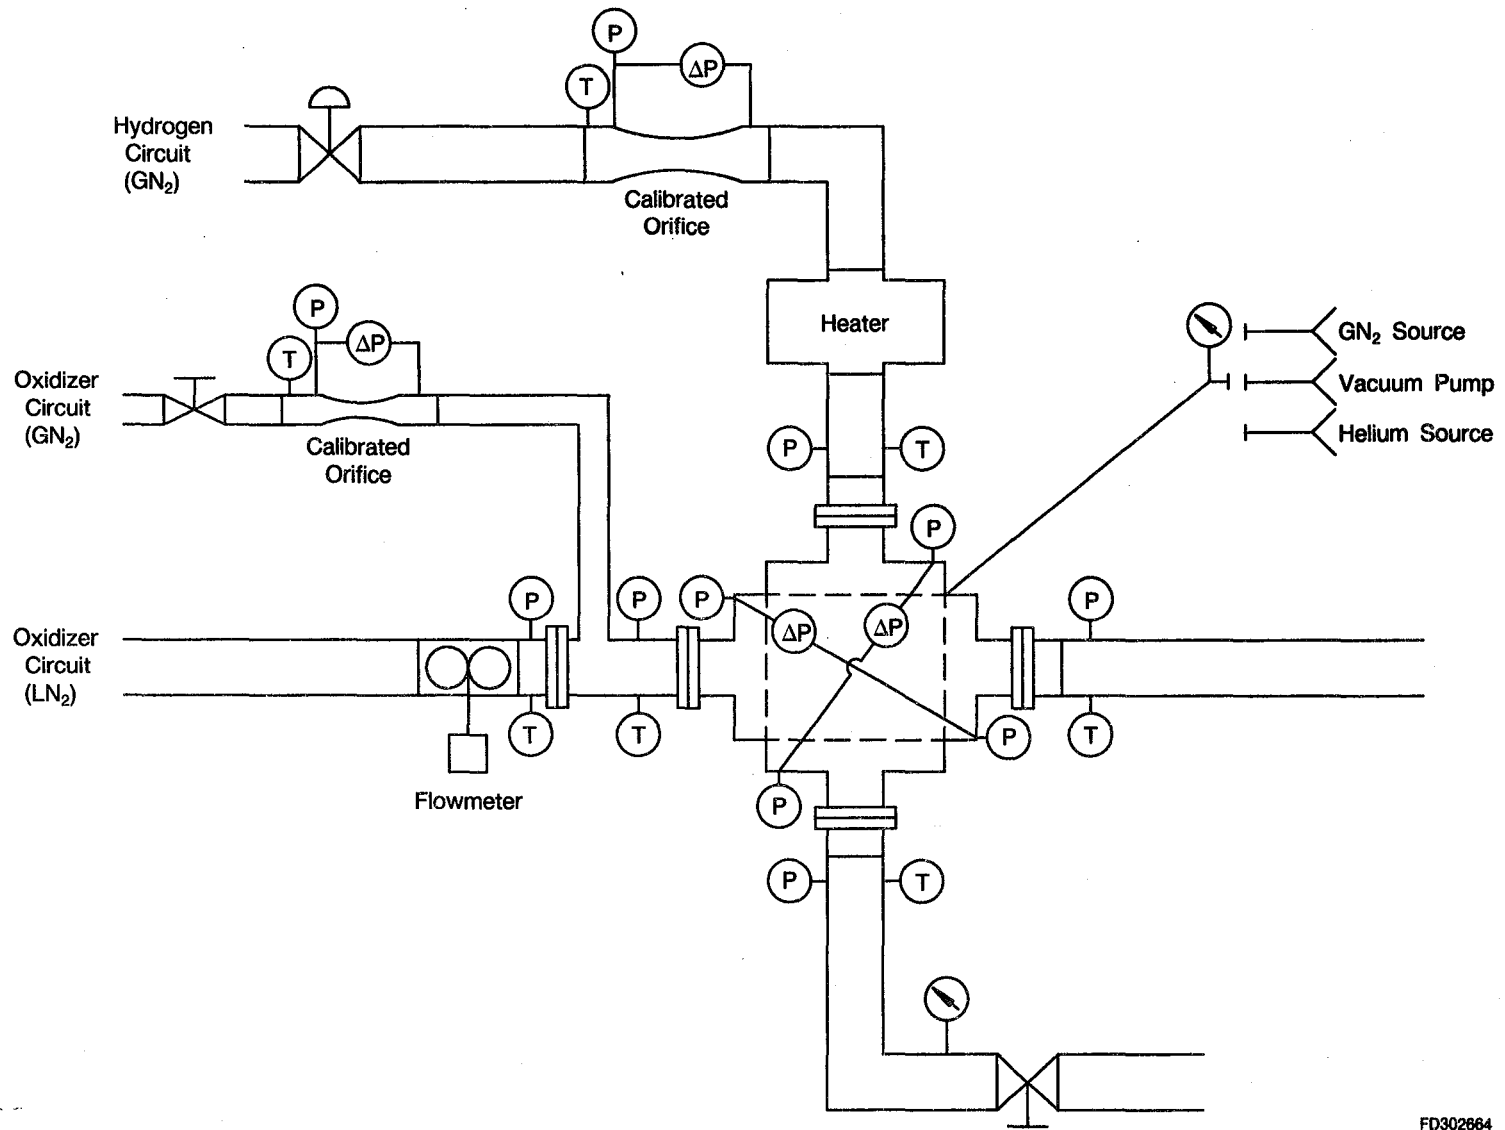 P
ΔP
T
Hydrogen
Circuit
(GN₂)
Calibrated
Orifice
Heater
P
ΔP
T
Oxidizer
Circuit
(GN₂)
Calibrated
Orifice
GN₂ Source
Vacuum Pump
Helium Source
P
T
P
P
P
P
P
ΔP
ΔP
Oxidizer
Circuit
(LN₂)
T
T
P
T
P
Flowmeter
P
T
FD302664